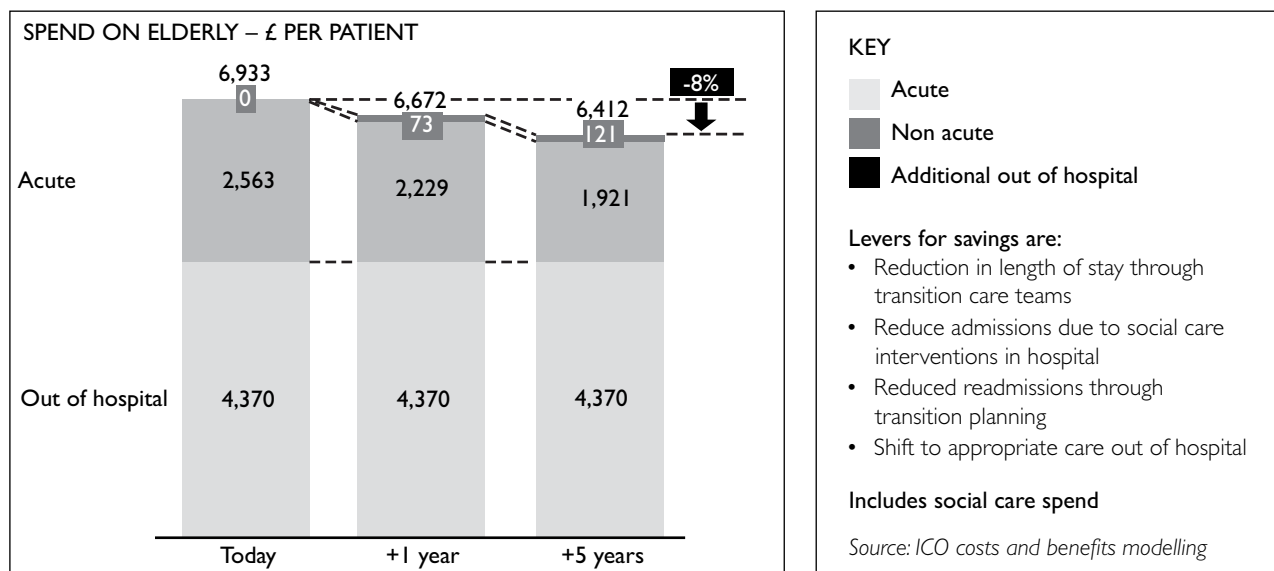 SPEND ON ELDERLY – £ PER PATIENT
6,933
0
6,672
73
6,412
121
-8%
Acute
2,563
2,229
1,921
Out of hospital
4,370
4,370
4,370
Today
+1 year
+5 years
KEY
Acute
Non acute
Additional out of hospital
Levers for savings are:
• Reduction in length of stay through
transition care teams
• Reduce admissions due to social care
interventions in hospital
• Reduced readmissions through
transition planning
• Shift to appropriate care out of hospital
Includes social care spend
Source: ICO costs and benefits modelling